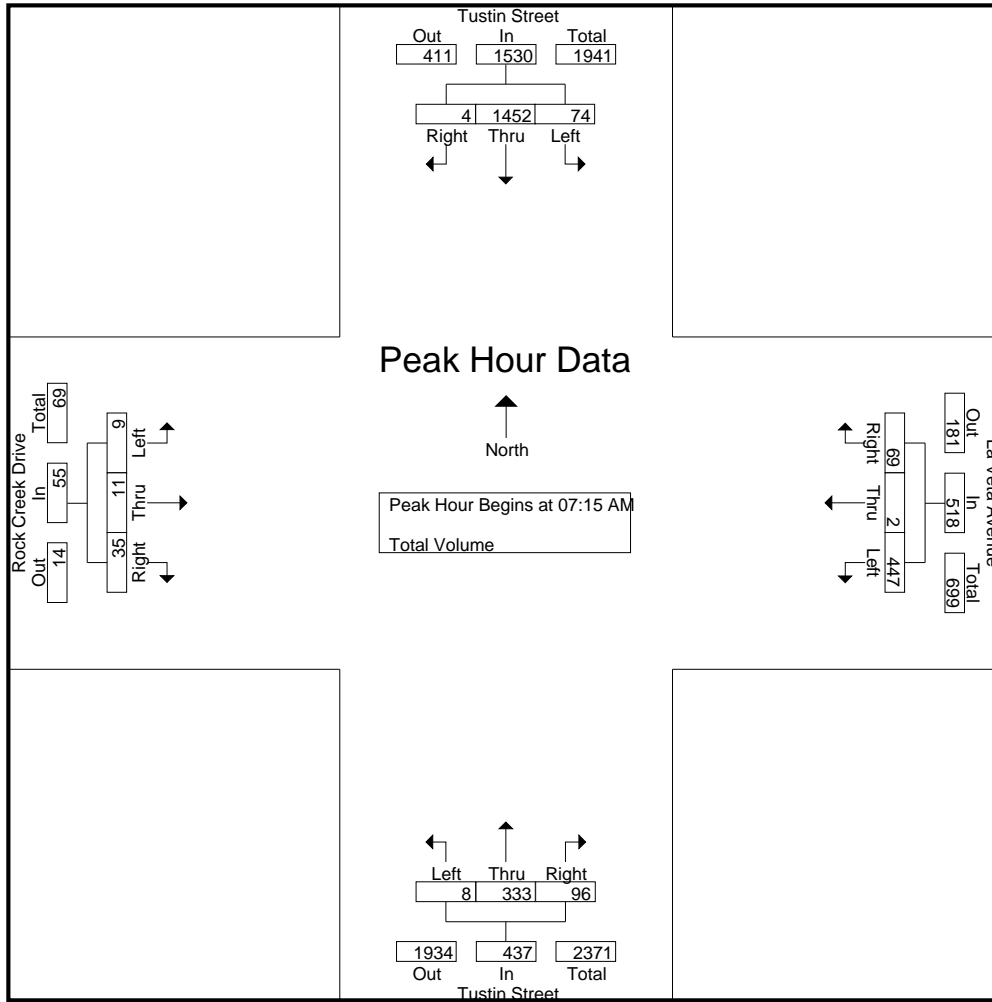 Tustin Street
Out In Total
411 1530 1941
4 1452 74
Right Thru Left
Peak Hour Data
North
Peak Hour Begins at 07:15 AM
Total Volume
Rock Creek Drive
Out In Total
14 55 69
9 11 35
Left Thru Right
La Veta Avenue
Out In Total
181 518 699
69 2 447
Right Thru Left
Left Thru Right
8 333 96
1934 437 2371
Out In Total
Tustin Street